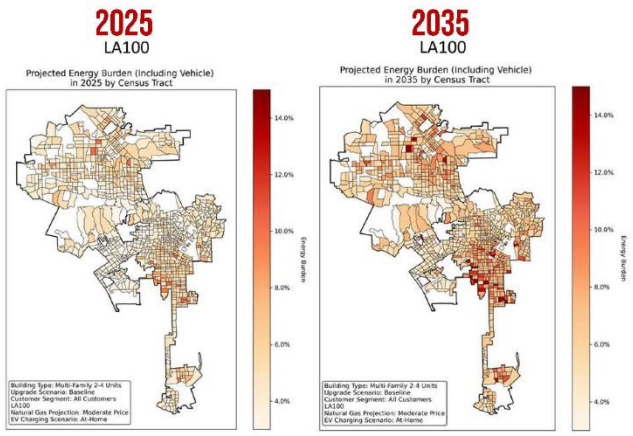 2025
LA100
Projected Energy Burden (Including Vehicle)
in 2025 by Census Tract
14.0%
12.0%
10.0%
8.0%
6.0%
4.0%
Energy Burden
Building Type: Multi-Family 2-4 Units
Upgrade Scenario: Baseline
Customer Segment: All Customers
LA100
Natural Gas Projection: Moderate Price
EV Charging Scenario: At-Home
2035
LA100
Projected Energy Burden (Including Vehicle)
in 2035 by Census Tract
14.0%
12.0%
10.0%
8.0%
6.0%
4.0%
Energy Burden
Building Type: Multi-Family 2-4 Units
Upgrade Scenario: Baseline
Customer Segment: All Customers
LA100
Natural Gas Projection: Moderate Price
EV Charging Scenario: At-Home